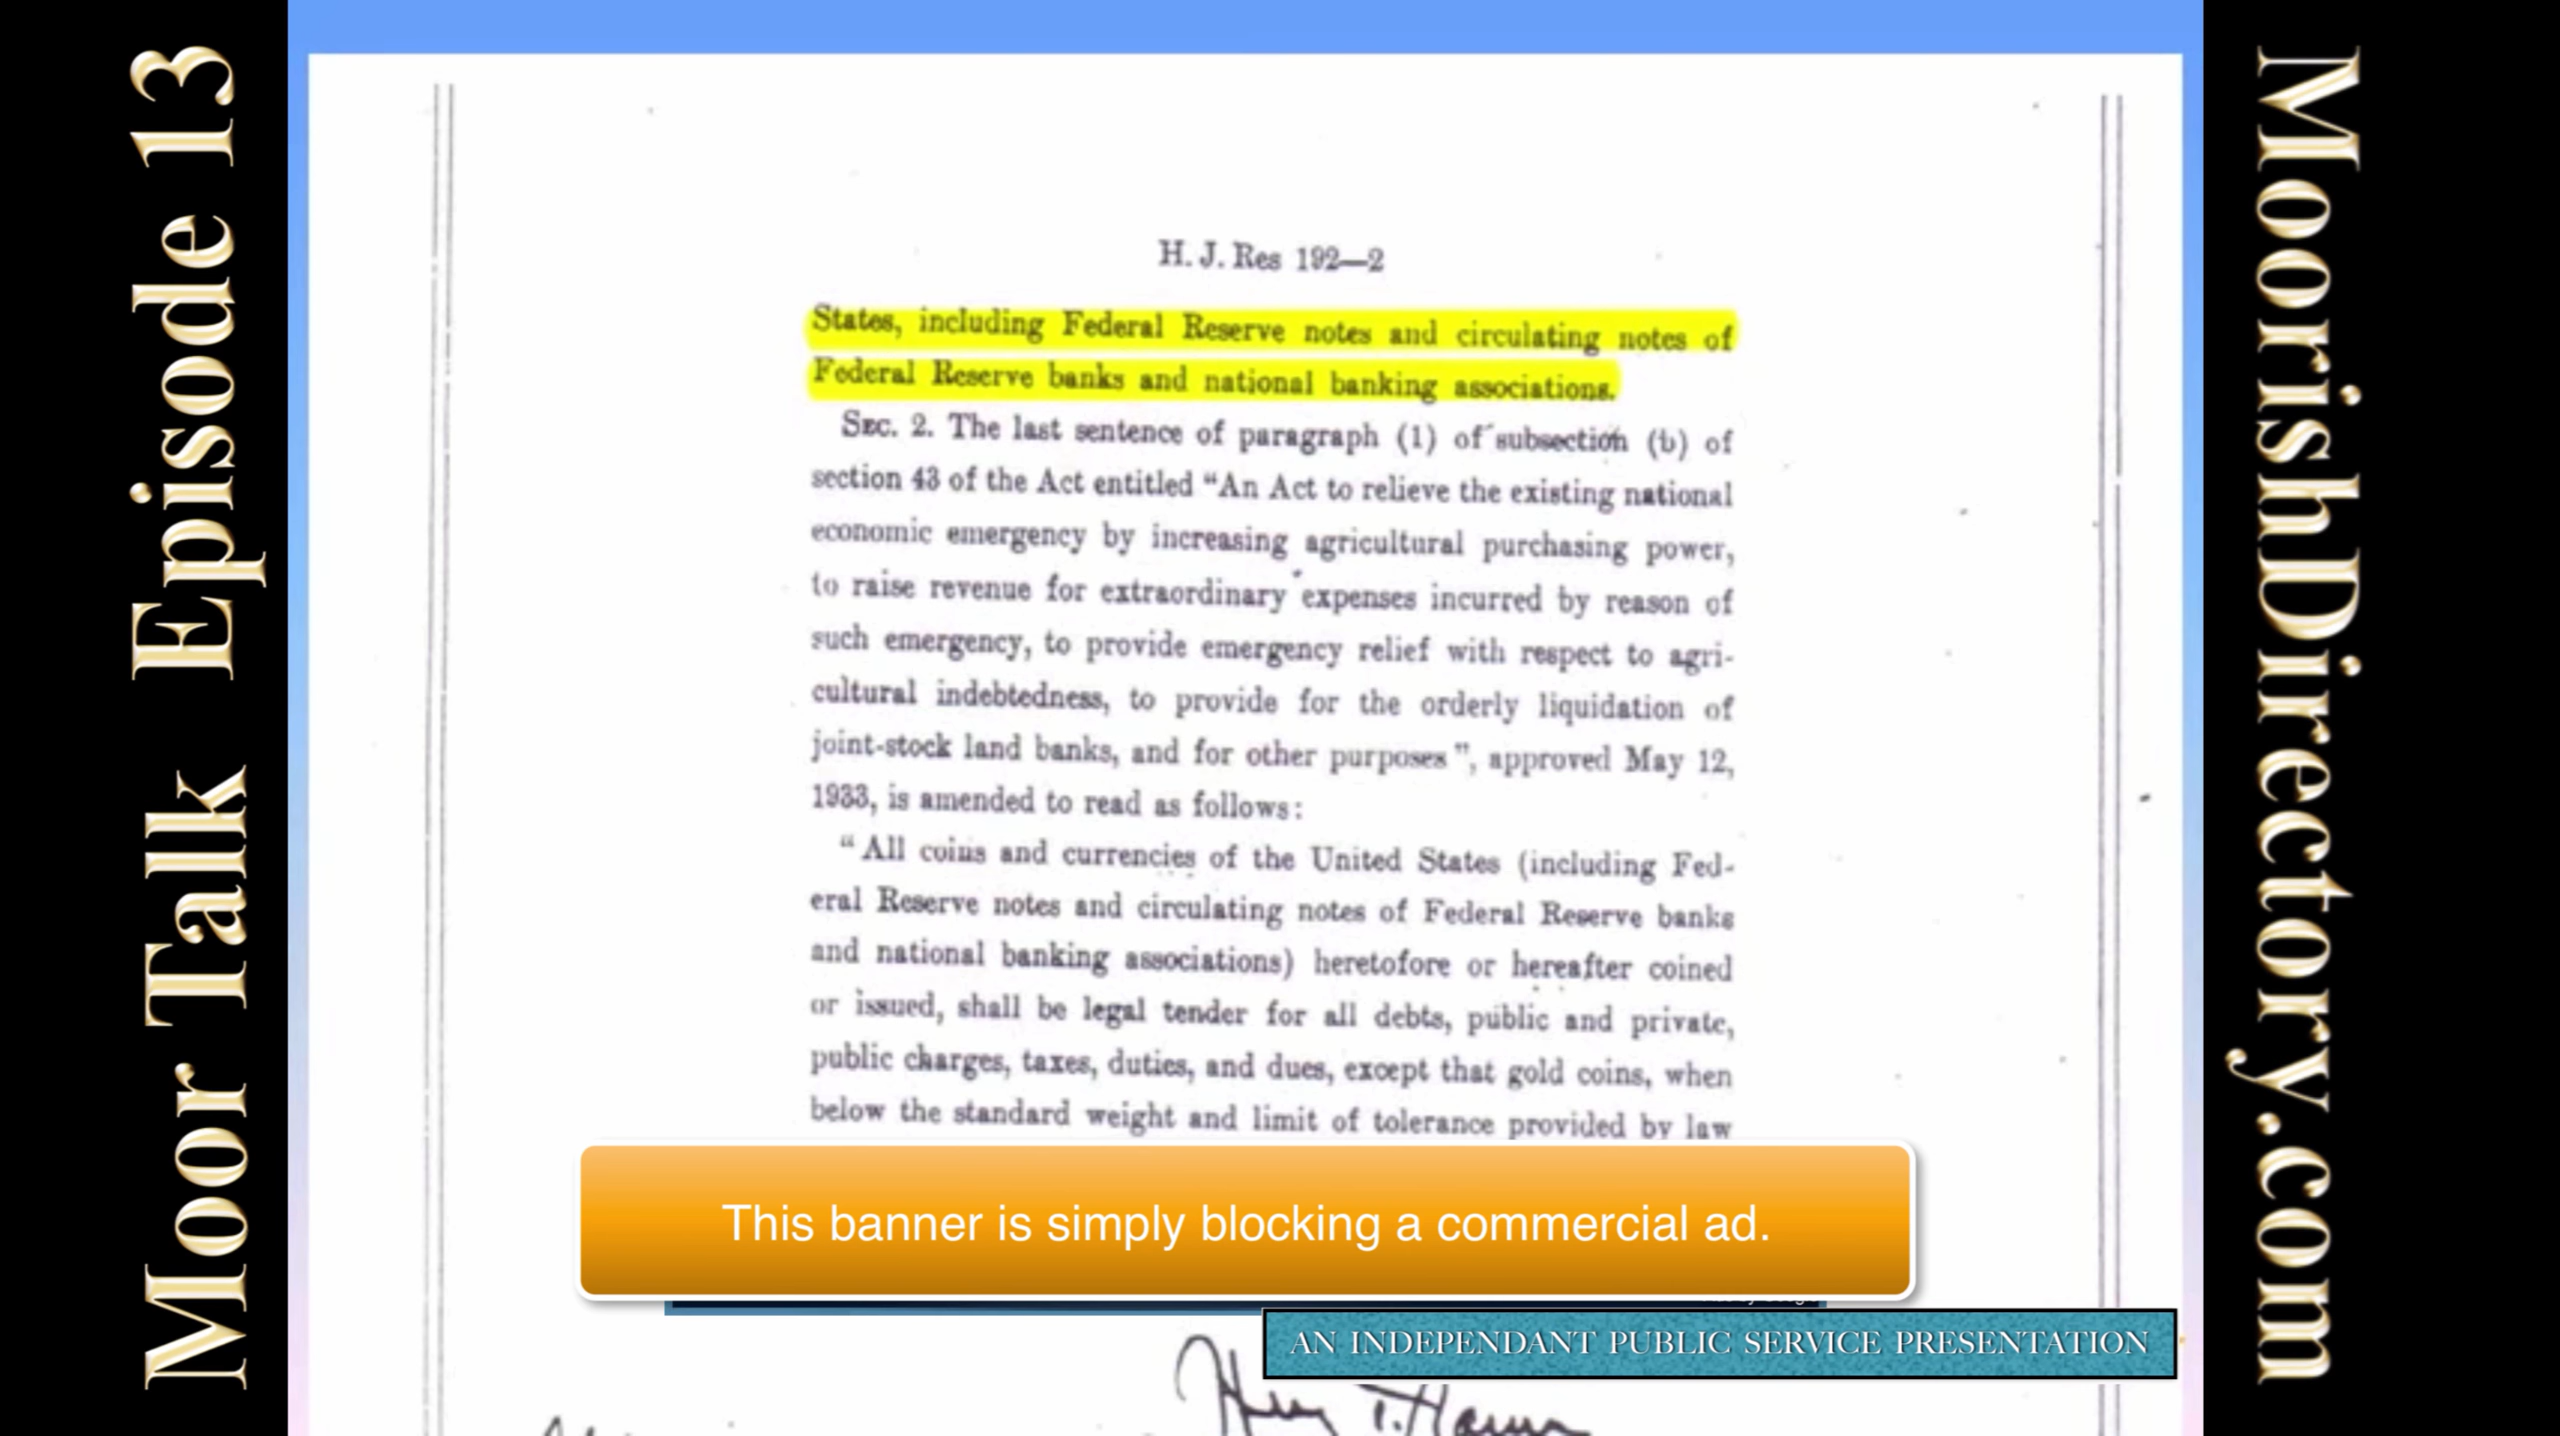 Moor Talk Episode 13
H. J. Res 192—2
States, including Federal Reserve notes and circulating notes of
Federal Reserve banks and national banking associations.
SEC. 2. The last sentence of paragraph (1) of subsection (b) of
section 43 of the Act entitled “An Act to relieve the existing national
economic emergency by increasing agricultural purchasing power,
to raise revenue for extraordinary expenses incurred by reason of
such emergency, to provide emergency relief with respect to agri-
cultural indebtedness, to provide for the orderly liquidation of
joint-stock land banks, and for other purposes”, approved May 12,
1933, is amended to read as follows:
“All coins and currencies of the United States (including Fed-
eral Reserve notes and circulating notes of Federal Reserve banks
and national banking associations) heretofore or hereafter coined
or issued, shall be legal tender for all debts, public and private,
public charges, taxes, duties, and dues, except that gold coins, when
below the standard weight and limit of tolerance provided by law
This banner is simply blocking a commercial ad.
AN INDEPENDANT PUBLIC SERVICE PRESENTATION
MoorishDirectory.com